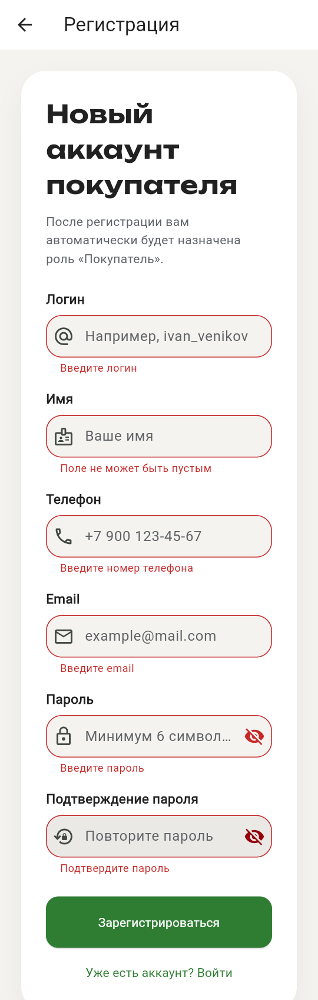 Регистрация
Новый
аккаунт
покупателя
После регистрации вам
автоматически будет назначена
роль «Покупатель».
Логин
Например, ivan_venikov
Введите логин
Имя
Ваше имя
Поле не может быть пустым
Телефон
+7 900 123-45-67
Введите номер телефона
Email
example@mail.com
Введите email
Пароль
Минимум 6 символ...
Введите пароль
Подтверждение пароля
Повторите пароль
Подтвердите пароль
Зарегистрироваться
Уже есть аккаунт? Войти